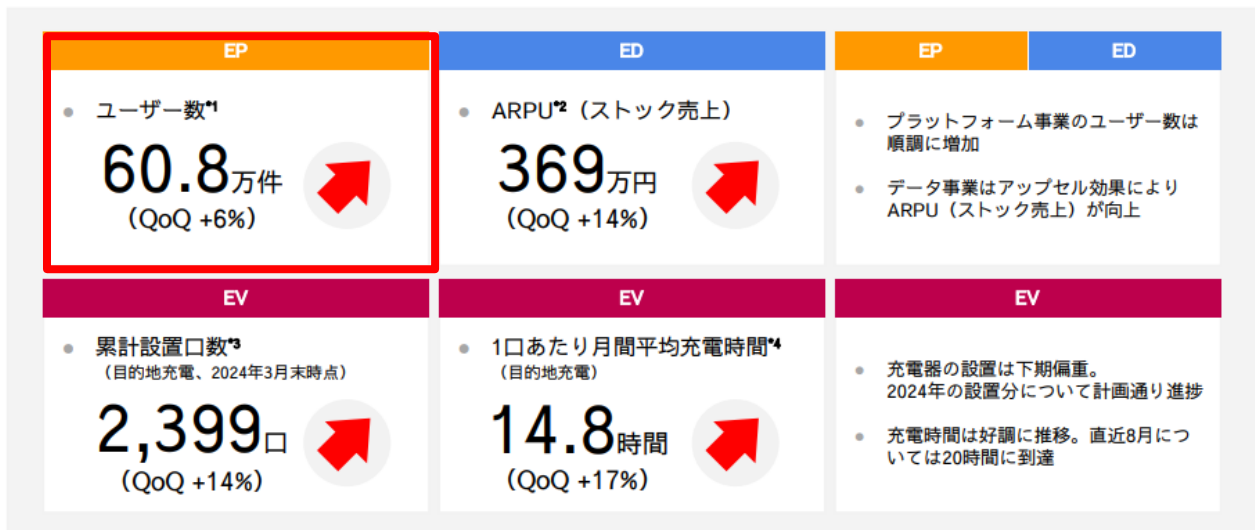 EP
● ユーザー数*1
60.8万件
（QoQ +6%）
ED
● ARPU*2（ストック売上）
369万円
（QoQ +14%）
EP
ED
● プラットフォーム事業のユーザー数は
順調に増加
● データ事業はアップセル効果により
ARPU（ストック売上）が向上
EV
● 累計設置口数*3
（目的地充電、2024年3月末時点）
2,399口
（QoQ +14%）
EV
● 1口あたり月間平均充電時間*4
（目的地充電）
14.8時間
（QoQ +17%）
EV
● 充電器の設置は下期偏重。
2024年の設置分について計画通り進捗
● 充電時間は好調に推移。直近8月につ
いては20時間に到達